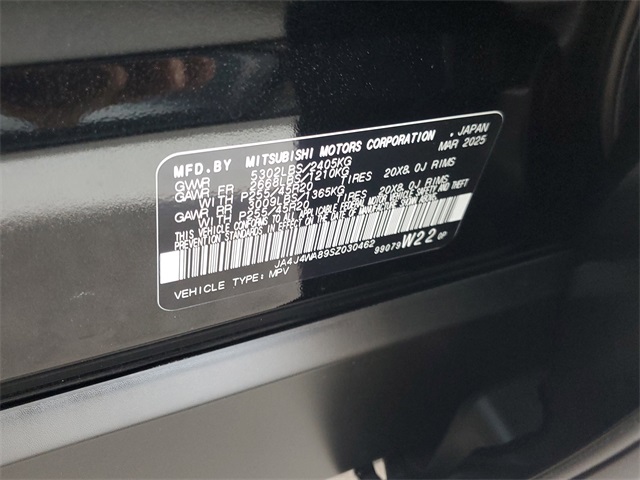 MFD.BY MITSUBISHI MOTORS CORPORATION , JAPAN
GVWR 5302LBS/2405KG MAR 2025
GAWR FR 2668LBS/1210KG
WITH P255/45R20 TIRES 20X8.0J RIMS
GAWR RR 3009LBS/1365KG
WITH P255/45R20 TIRES 20X8.0J RIMS
THIS VEHICLE CONFORMS TO ALL APPLICABLE FEDERAL MOTOR VEHICLE SAFETY AND THEFT
PREVENTION STANDARDS IN EFFECT ON THE DATE OF MANUFACTURE SHOWN ABOVE.
JA4J4WA89SZ030462 99079 W22
VEHICLE TYPE: MPV